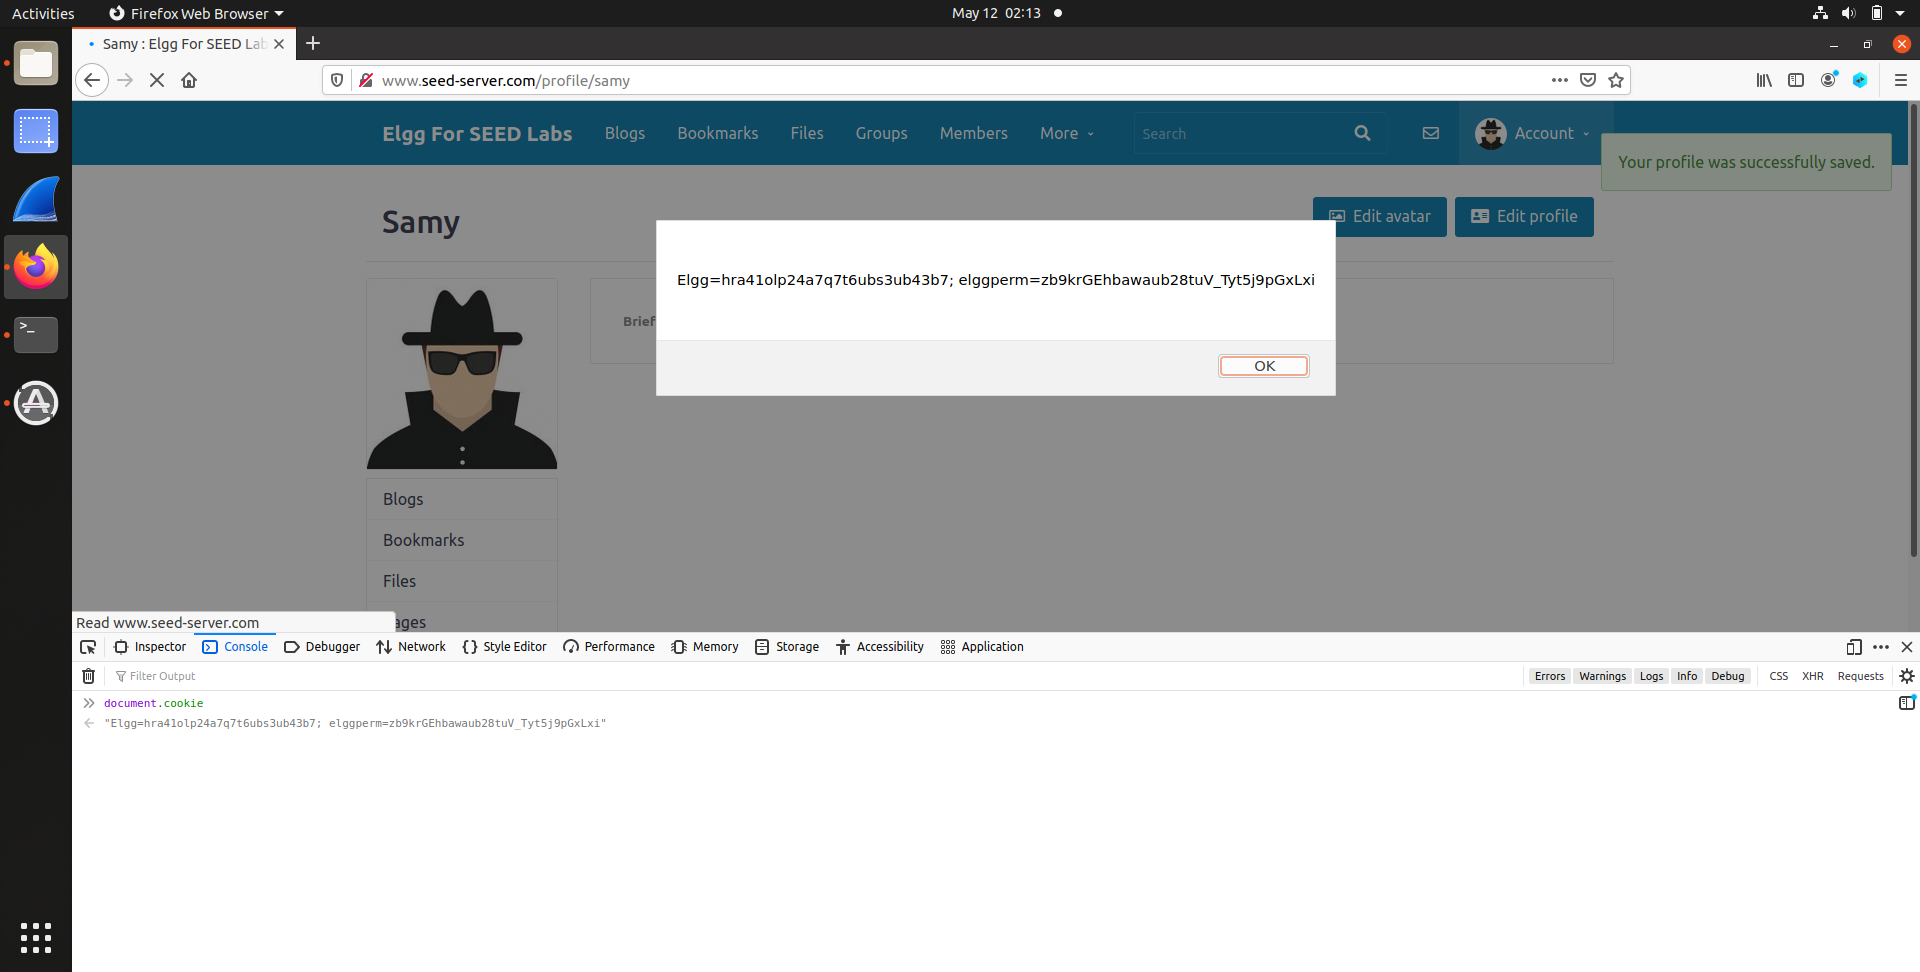 Activities Firefox Web Browser May 12 02:13
Samy : Elgg For SEED Lab
www.seed-server.com/profile/samy
Elgg For SEED Labs Blogs Bookmarks Files Groups Members More Search Account
Your profile was successfully saved.
Samy Edit avatar Edit profile
Elgg=hra41olp24a7q7t6ubs3ub43b7; elggperm=zb9krGEhbawaub28tuV_Tyt5j9pGxLxi
Brief
OK
Blogs
Bookmarks
Files
ages
Read www.seed-server.com
Inspector Console Debugger Network Style Editor Performance Memory Storage Accessibility Application
Filter Output Errors Warnings Logs Info Debug CSS XHR Requests
document.cookie
"Elgg=hra41olp24a7q7t6ubs3ub43b7; elggperm=zb9krGEhbawaub28tuV_Tyt5j9pGxLxi"